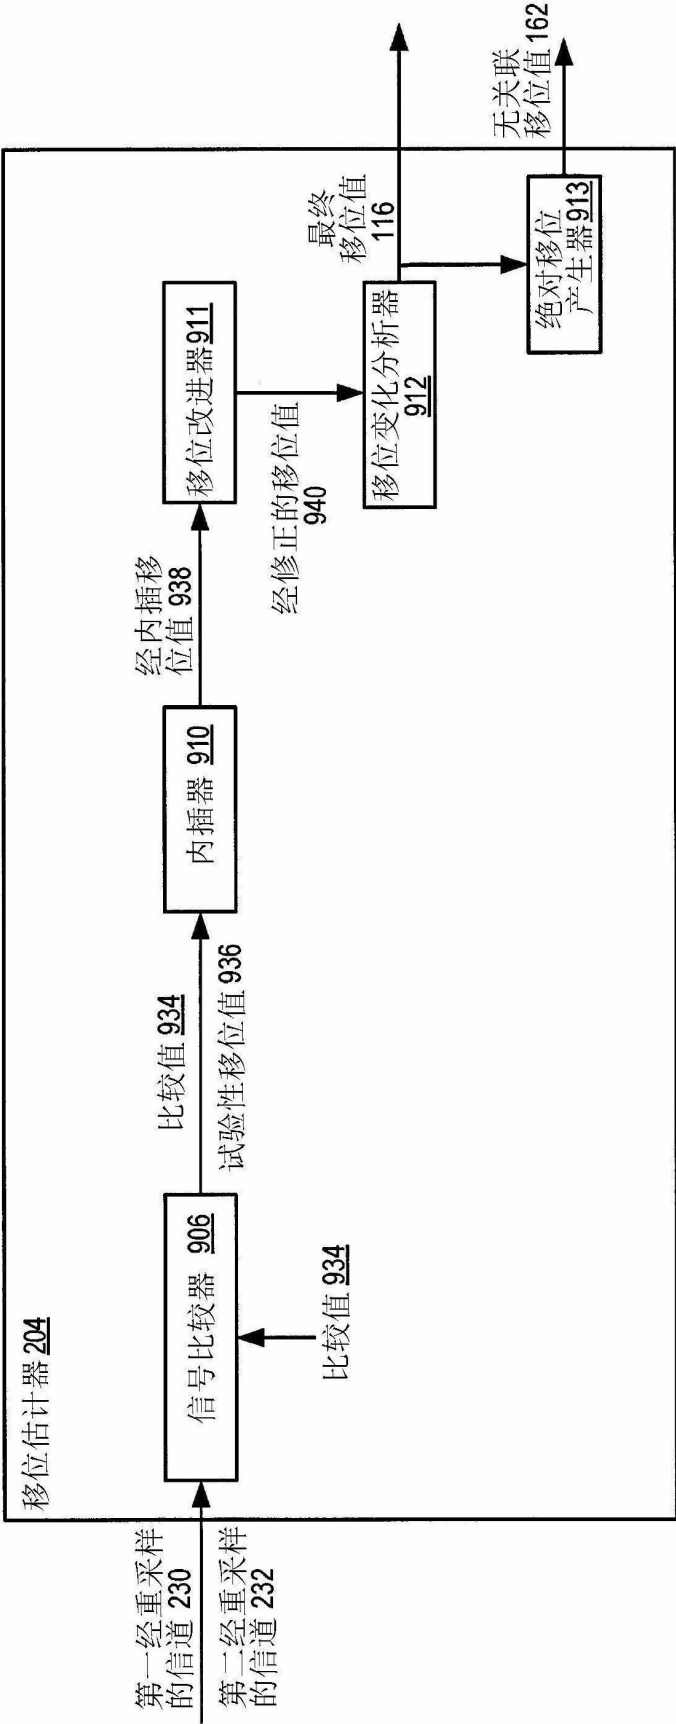 移位估计器 204
第一经重采样
的信道 230
第二经重采样
的信道 232
信号比较器 906
比较值 934
比较值 934
试验性移位值 936
内插器 910
经内插移
位值 938
移位改进器 911
经修正的移位值
940
移位变化分析器
912
最终
移位值
116
绝对移位
产生器 913
无关联
移位值 162